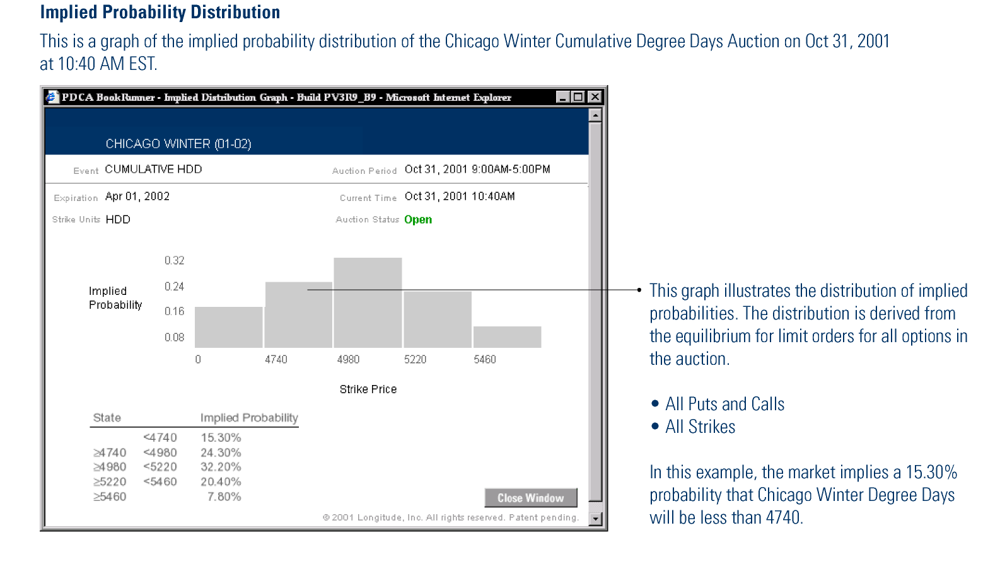 Implied Probability Distribution
This is a graph of the implied probability distribution of the Chicago Winter Cumulative Degree Days Auction on Oct 31, 2001
at 10:40 AM EST.
PDCA BookRunner - Implied Distribution Graph - Build PV3R9_B9 - Microsoft Internet Explorer
CHICAGO WINTER (01-02)
Event CUMULATIVE HDD Auction Period Oct 31, 2001 9:00AM-5:00PM
Expiration Apr 01, 2002 Current Time Oct 31, 2001 10:40AM
Strike Units HDD Auction Status Open
0.32
0.24
0.16
0.08
Implied
Probability
0 4740 4980 5220 5460
Strike Price
State Implied Probability
<4740 15.30%
≥4740 <4980 24.30%
≥4980 <5220 32.20%
≥5220 <5460 20.40%
≥5460 7.80%
Close Window
© 2001 Longitude, Inc. All rights reserved. Patent pending.
This graph illustrates the distribution of implied
probabilities. The distribution is derived from
the equilibrium for limit orders for all options in
the auction.
• All Puts and Calls
• All Strikes
In this example, the market implies a 15.30%
probability that Chicago Winter Degree Days
will be less than 4740.